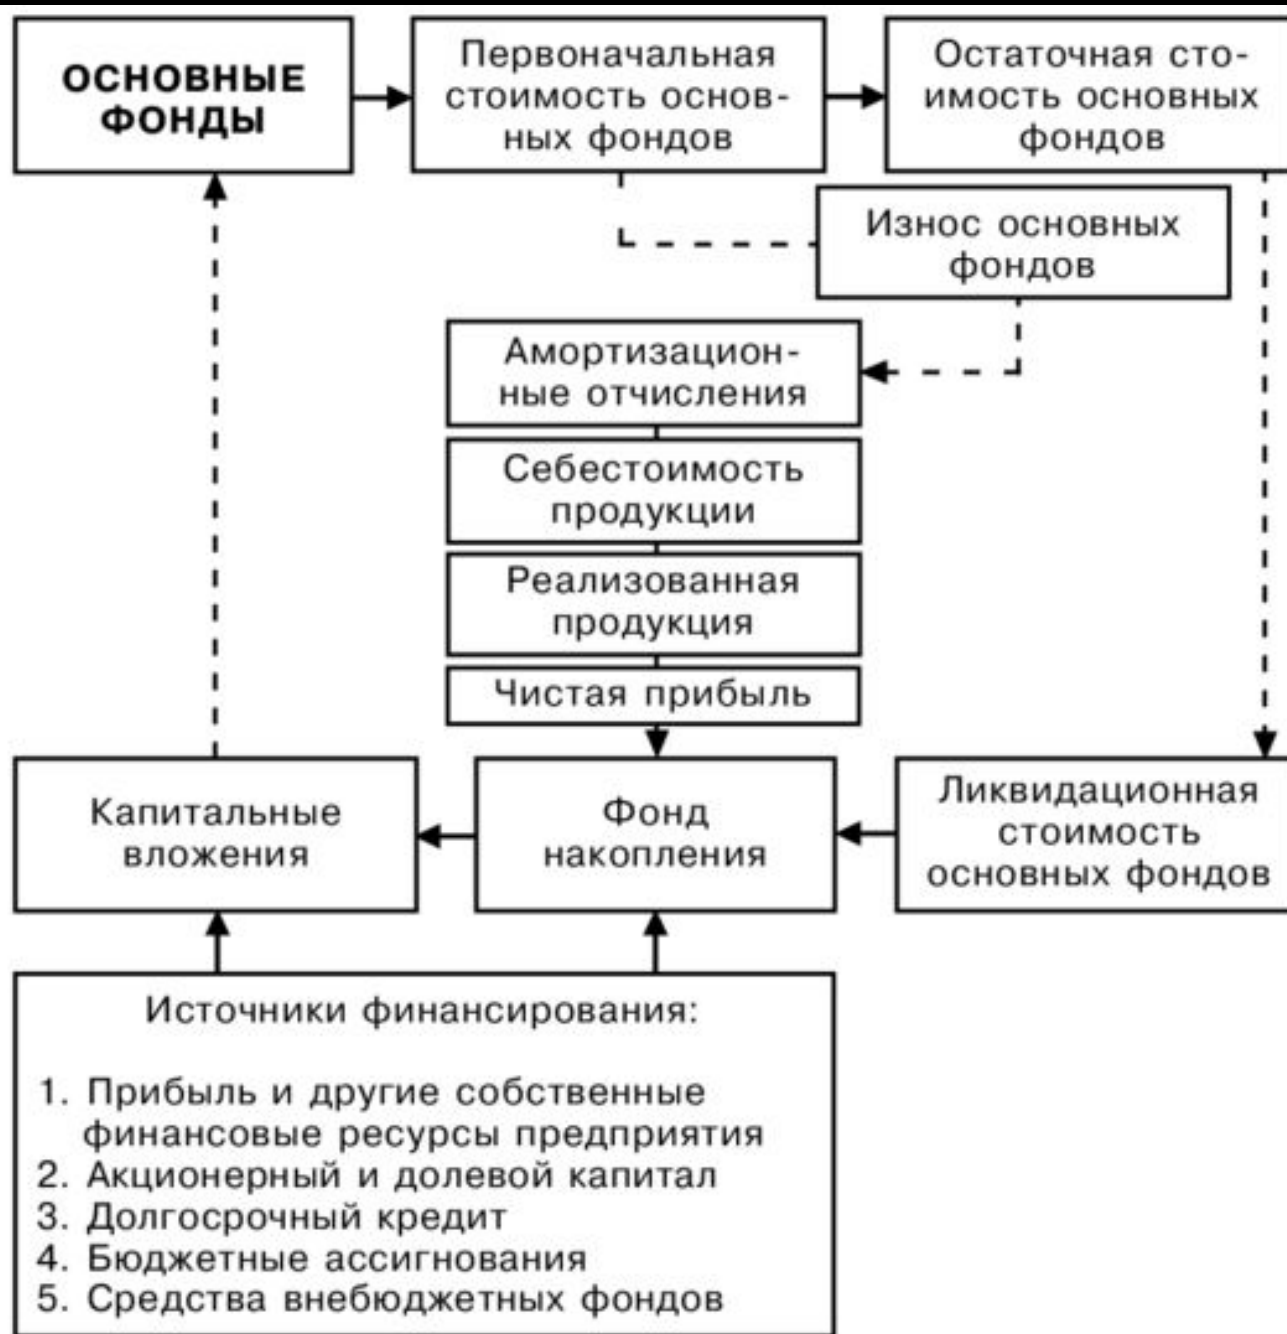 ОСНОВНЫЕ
ФОНДЫ
Первоначальная
стоимость основ-
ных фондов
Остаточная сто-
имость основных
фондов
Износ основных
фондов
Амортизацион-
ные отчисления
Себестоимость
продукции
Реализованная
продукция
Чистая прибыль
Капитальные
вложения
Фонд
накопления
Ликвидационная
стоимость
основных фондов
Источники финансирования:
1. Прибыль и другие собственные
финансовые ресурсы предприятия
2. Акционерный и долевой капитал
3. Долгосрочный кредит
4. Бюджетные ассигнования
5. Средства внебюджетных фондов